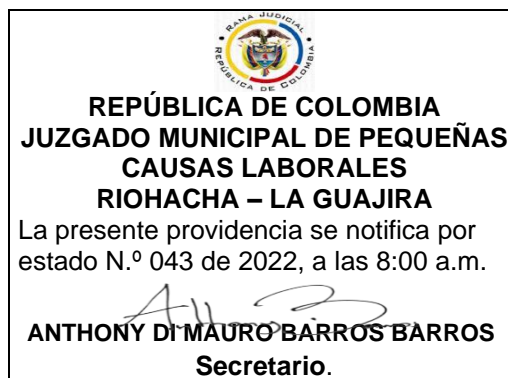 RAMA JUDICIAL
REPÚBLICA DE COLOMBIA
REPÚBLICA DE COLOMBIA
JUZGADO MUNICIPAL DE PEQUEÑAS
CAUSAS LABORALES
RIOHACHA – LA GUAJIRA
La presente providencia se notifica por
estado N.º 043 de 2022, a las 8:00 a.m.
ANTHONY DI MAURO BARROS BARROS
Secretario.